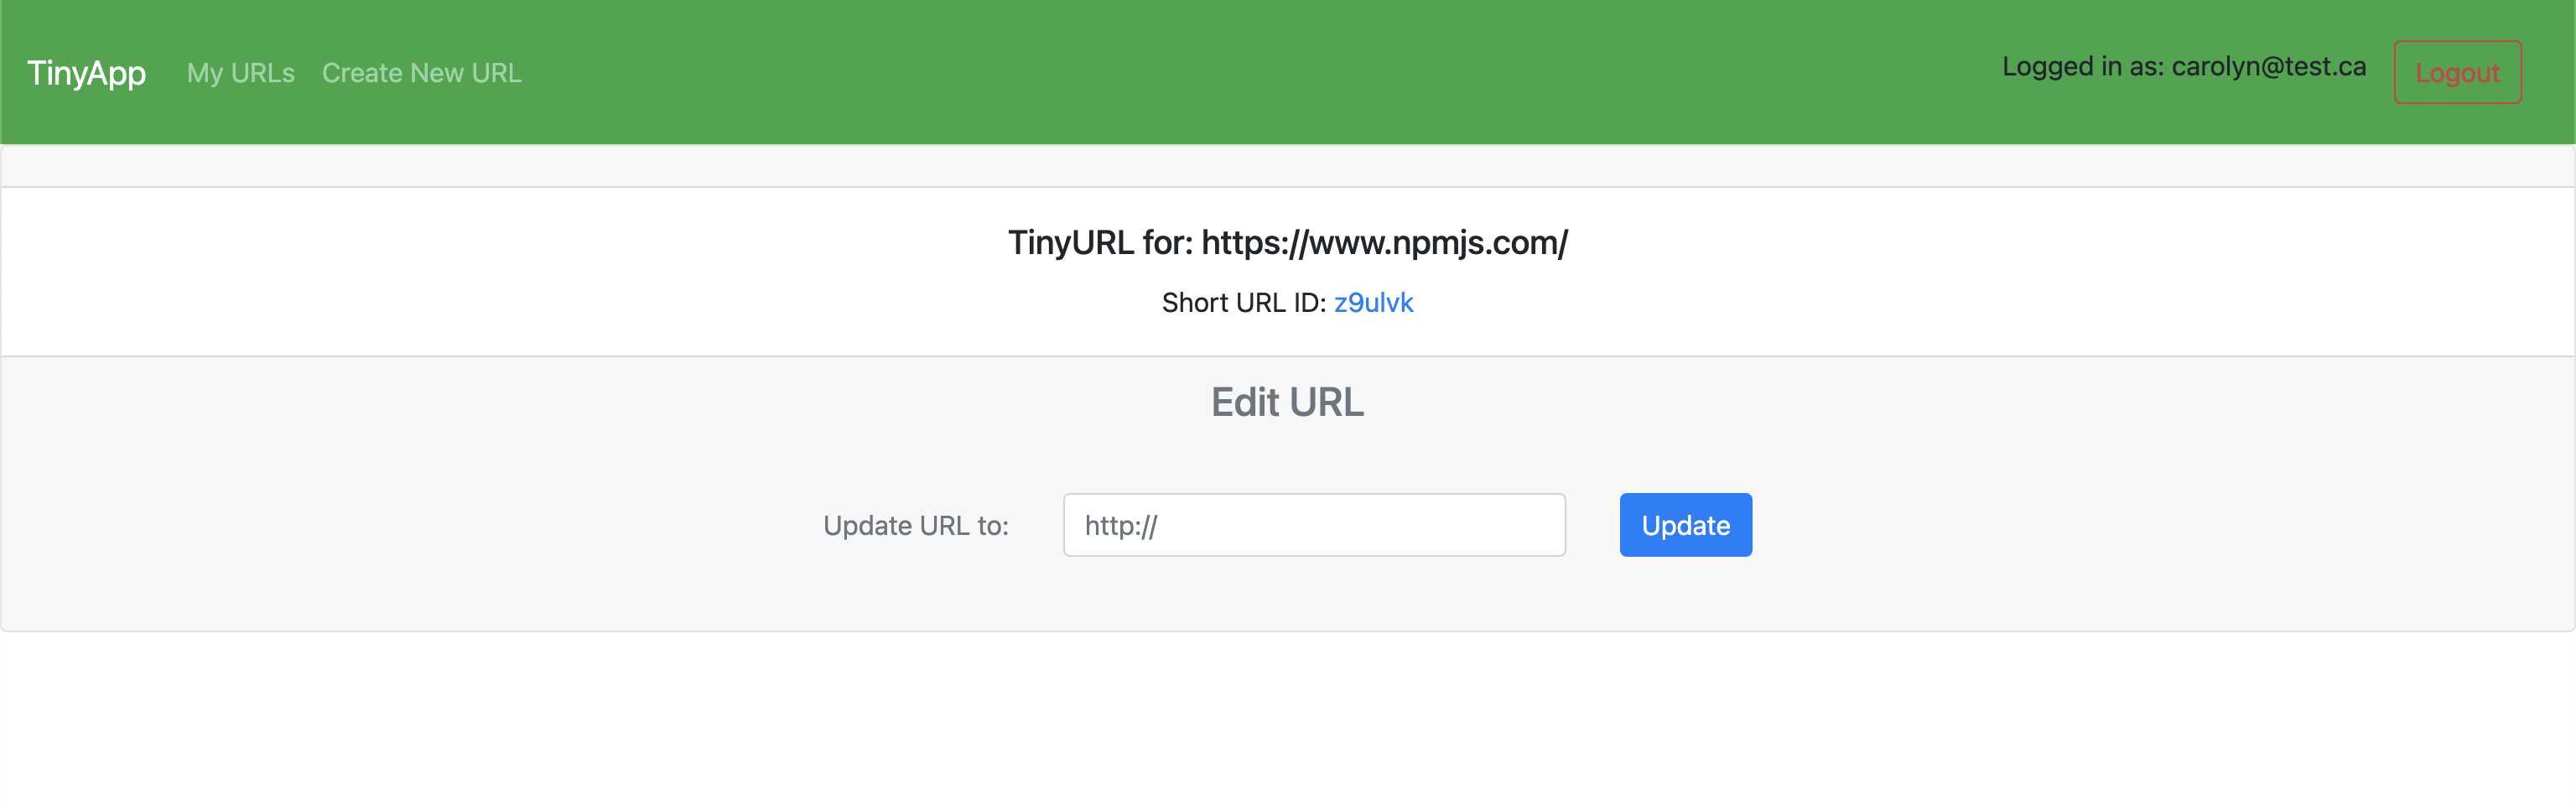 TinyApp My URLs Create New URL Logged in as: carolyn@test.ca Logout
TinyURL for: https://www.npmjs.com/
Short URL ID: z9ulvk
Edit URL
Update URL to: http:// Update